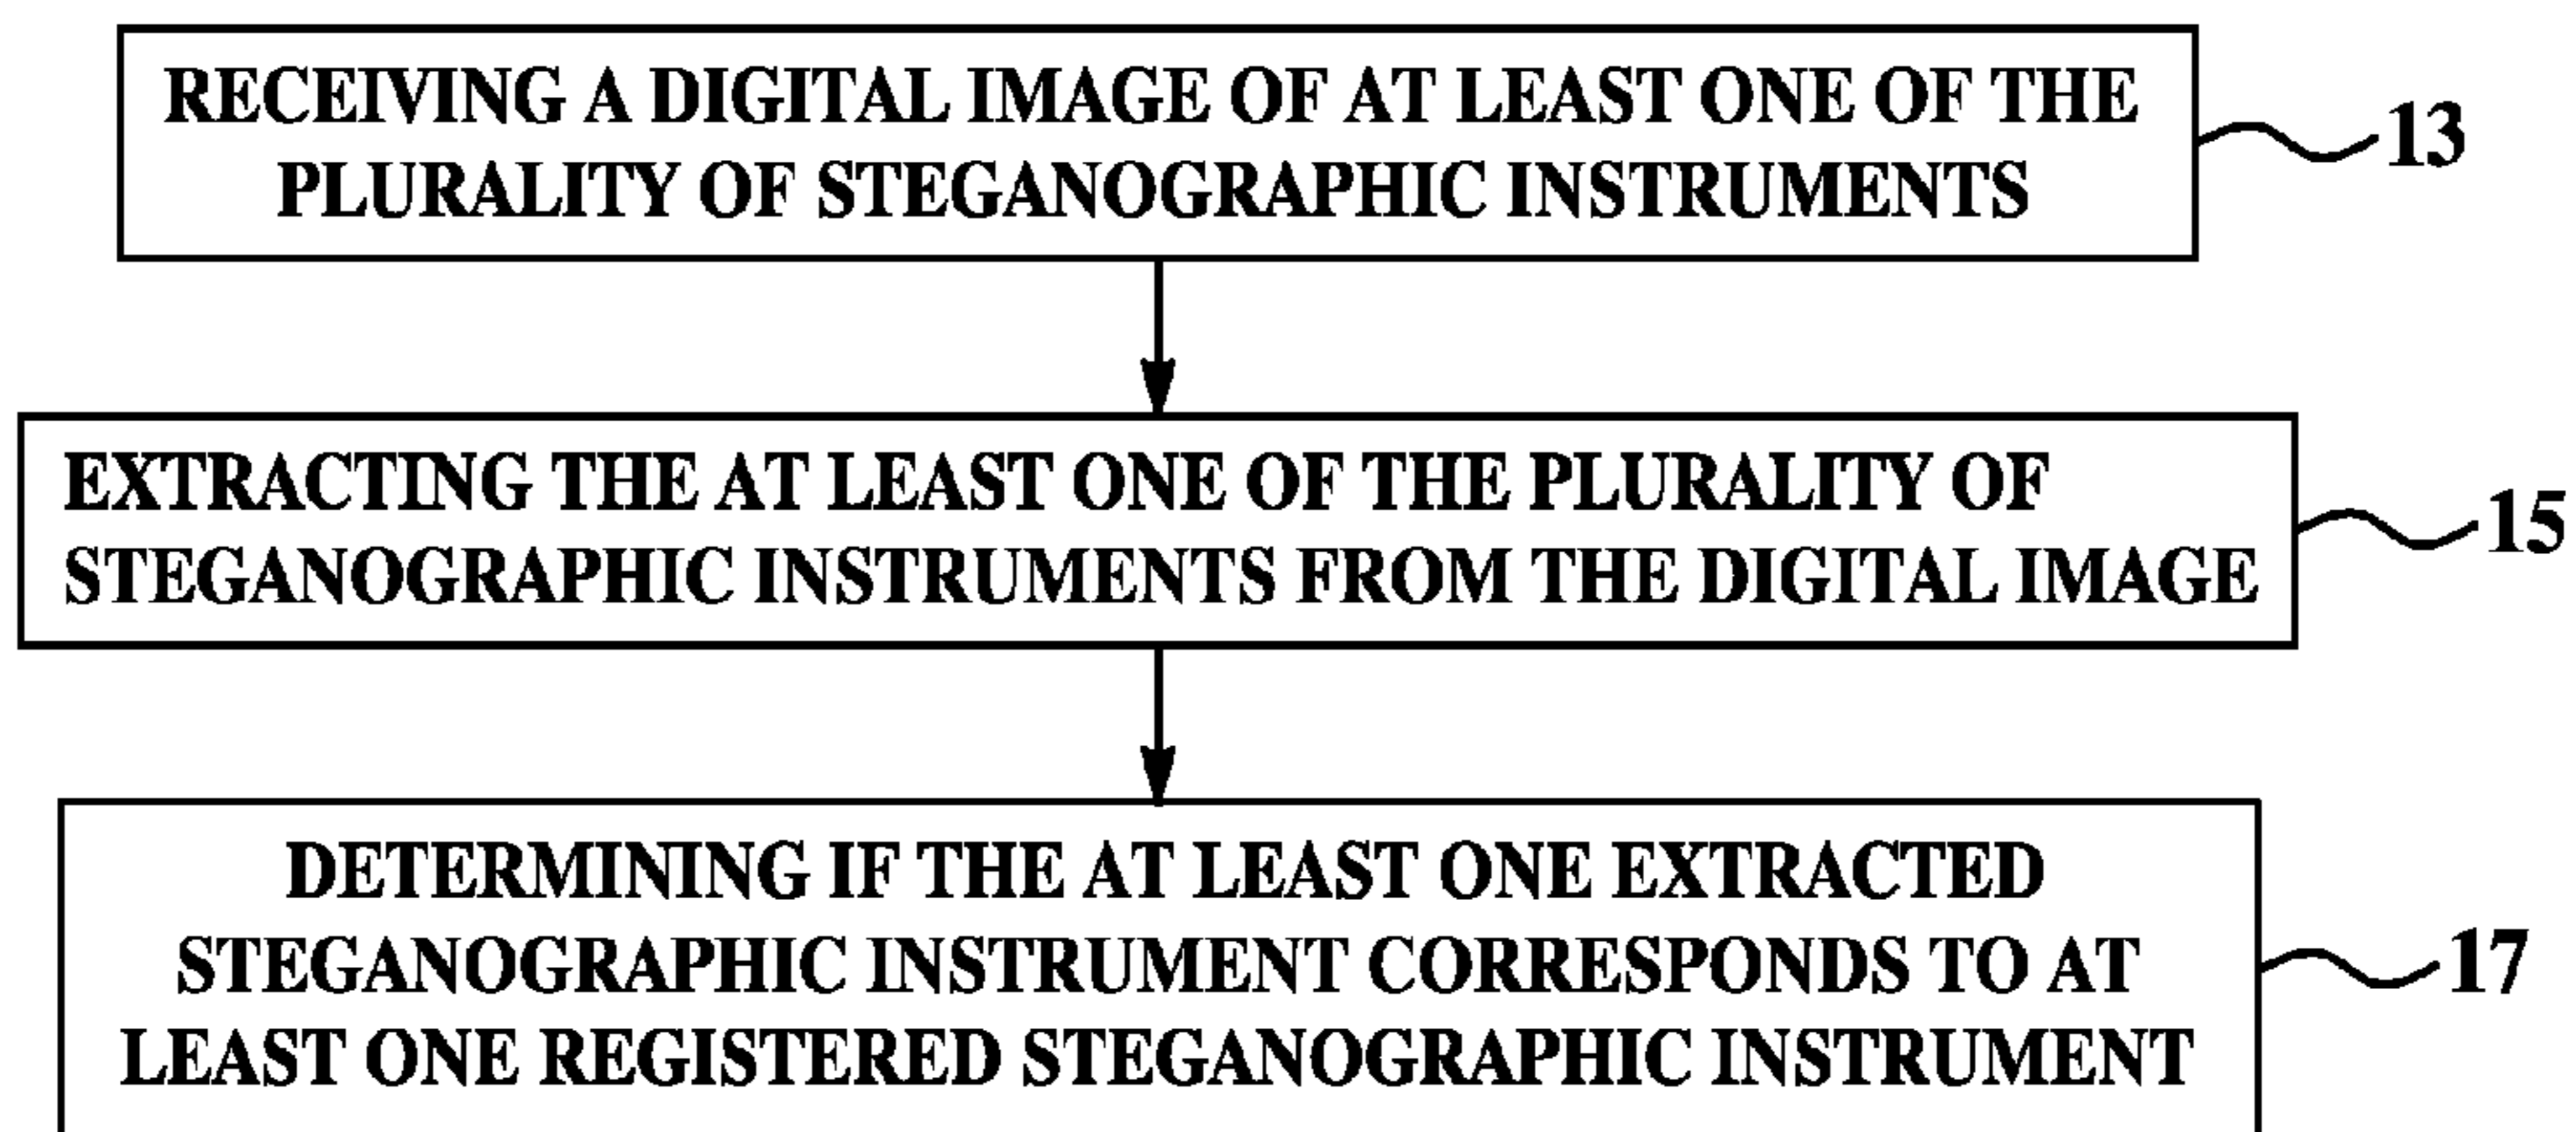 RECEIVING A DIGITAL IMAGE OF AT LEAST ONE OF THE
PLURALITY OF STEGANOGRAPHIC INSTRUMENTS
13
EXTRACTING THE AT LEAST ONE OF THE PLURALITY OF
STEGANOGRAPHIC INSTRUMENTS FROM THE DIGITAL IMAGE
15
DETERMINING IF THE AT LEAST ONE EXTRACTED
STEGANOGRAPHIC INSTRUMENT CORRESPONDS TO AT
LEAST ONE REGISTERED STEGANOGRAPHIC INSTRUMENT
17